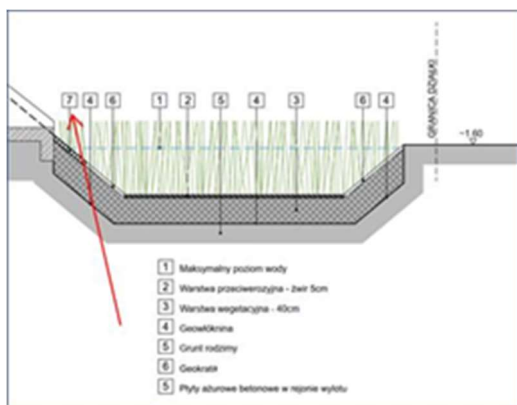 7 4 6 1 2 5 4 3 6 4
GRANICA DZIAŁKI
-1.60
1 Maksymalny poziom wody
2 Warstwa przeciwerozyjna - żwir 5cm
3 Warstwa wegetacyjna - 40cm
4 Geowłóknina
5 Grunt rodzimy
6 Geokrata
5 Płyty ażurowe betonowe w rejonie wylotu